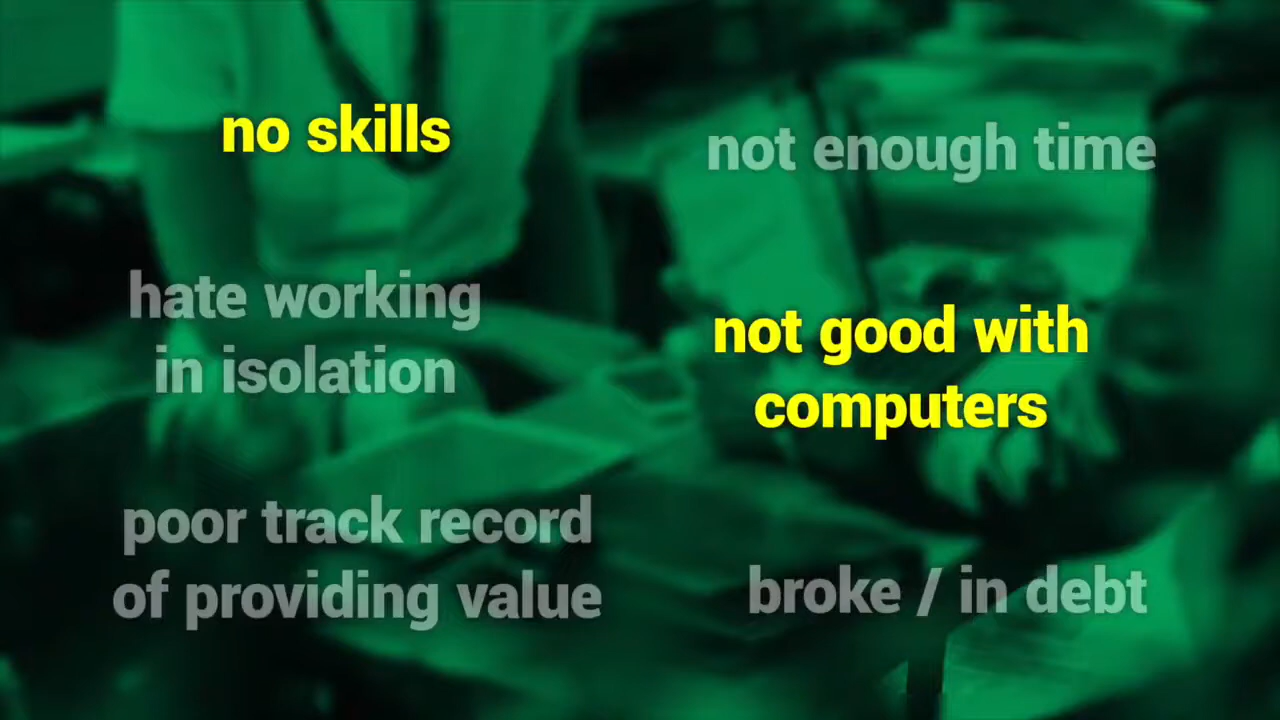 no skills
not enough time
hate working
in isolation
not good with
computers
poor track record
of providing value
broke / in debt